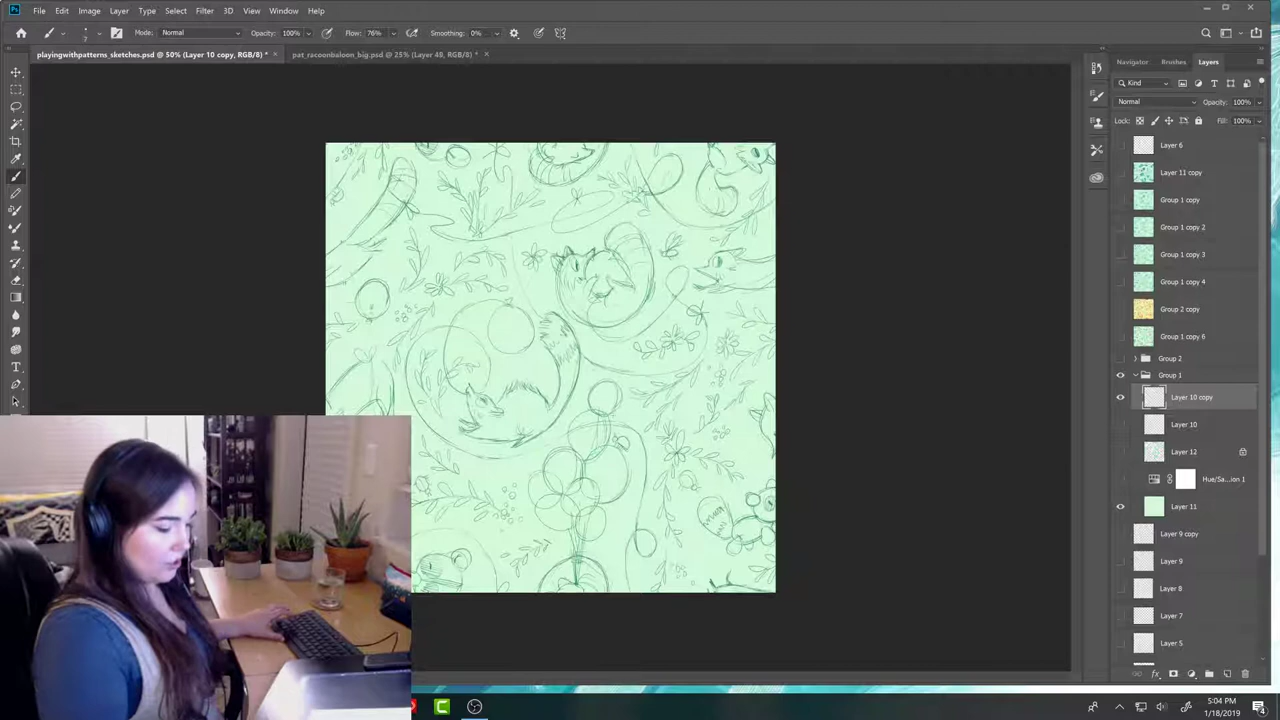 Ps File Edit Image Layer Type Select Filter 3D View Window Help
Mode: Normal Opacity: 100% Flow: 76% Smoothing: 0%
playingwithpatterns_sketches.psd @ 50% (Layer 10 copy, RGB/8) * × pat_racoonbaloon_big.psd @ 25% (Layer 48, RGB/8) * ×
Navigator Brushes Layers
Kind
Normal Opacity: 100%
Lock: Fill: 100%
Layer 6
Layer 11 copy
Group 1 copy
Group 1 copy 2
Group 1 copy 3
Group 1 copy 4
Group 2 copy
Group 1 copy 6
Group 2
Group 1
Layer 10 copy
Layer 10
Layer 12
Hue/Sa...ion 1
Layer 11
Layer 9 copy
Layer 9
Layer 8
Layer 7
Layer 5
fx
5:04 PM
1/18/2019
4